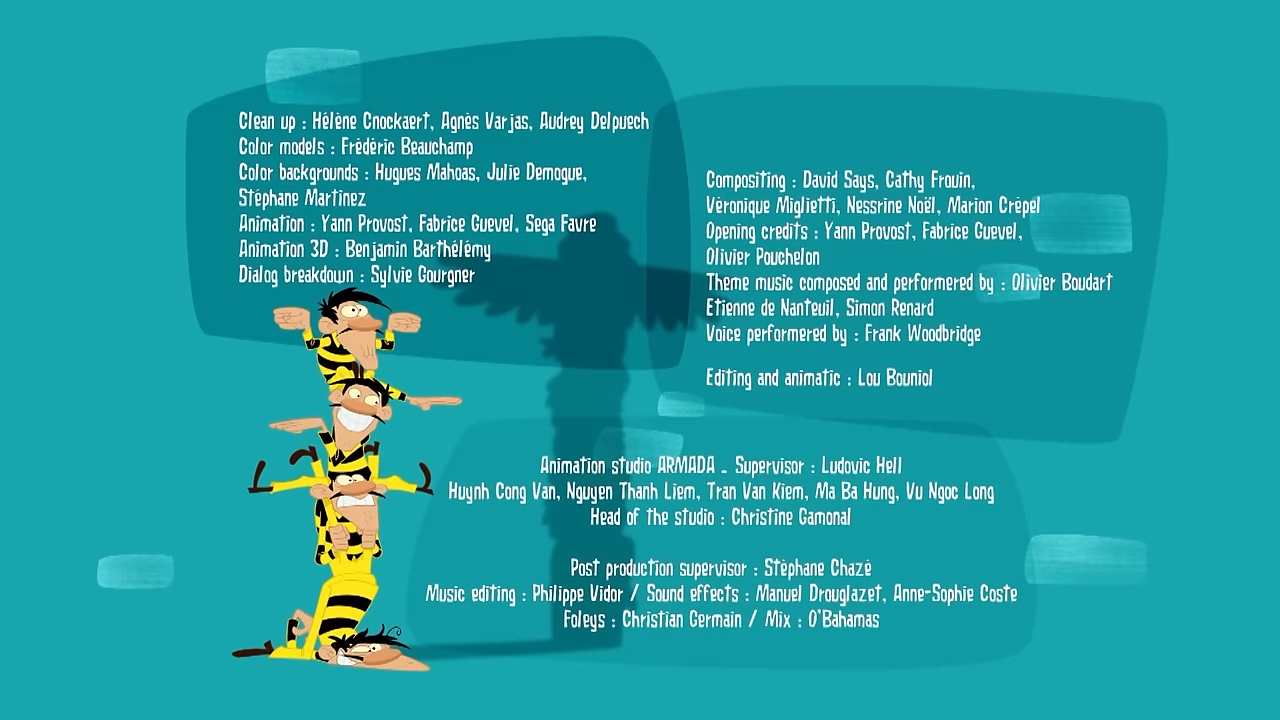 Clean up : Hélène Cnockaert, Agnès Varjas, Audrey Delpuech
Color models : Frédéric Beauchamp
Color backgrounds : Hugues Mahoas, Julie Demogue,
Stéphane Martinez
Animation : Yann Provost, Fabrice Guevel, Sega Favre
Animation 3D : Benjamin Barthélémy
Dialog breakdown : Sylvie Gourgner
Compositing : David Says, Cathy Frouin,
Véronique Miglietti, Nessrine Noël, Marion Crépel
Opening credits : Yann Provost, Fabrice Guevel,
Olivier Pouchelon
Theme music composed and performered by : Olivier Boudart
Etienne de Nanteuil, Simon Renard
Voice performered by : Frank Woodbridge
Editing and animatic : Lou Bouniol
Animation studio ARMADA - Supervisor : Ludovic Hell
Huynh Cong Van, Nguyen Thanh Liem, Tran Van Kiem, Ma Ba Hung, Vu Ngoc Long
Head of the studio : Christine Gamonal
Post production supervisor : Stéphane Chazé
Music editing : Philippe Vidor / Sound effects : Manuel Drouglazet, Anne-Sophie Coste
Foleys : Christian Germain / Mix : O'Bahamas